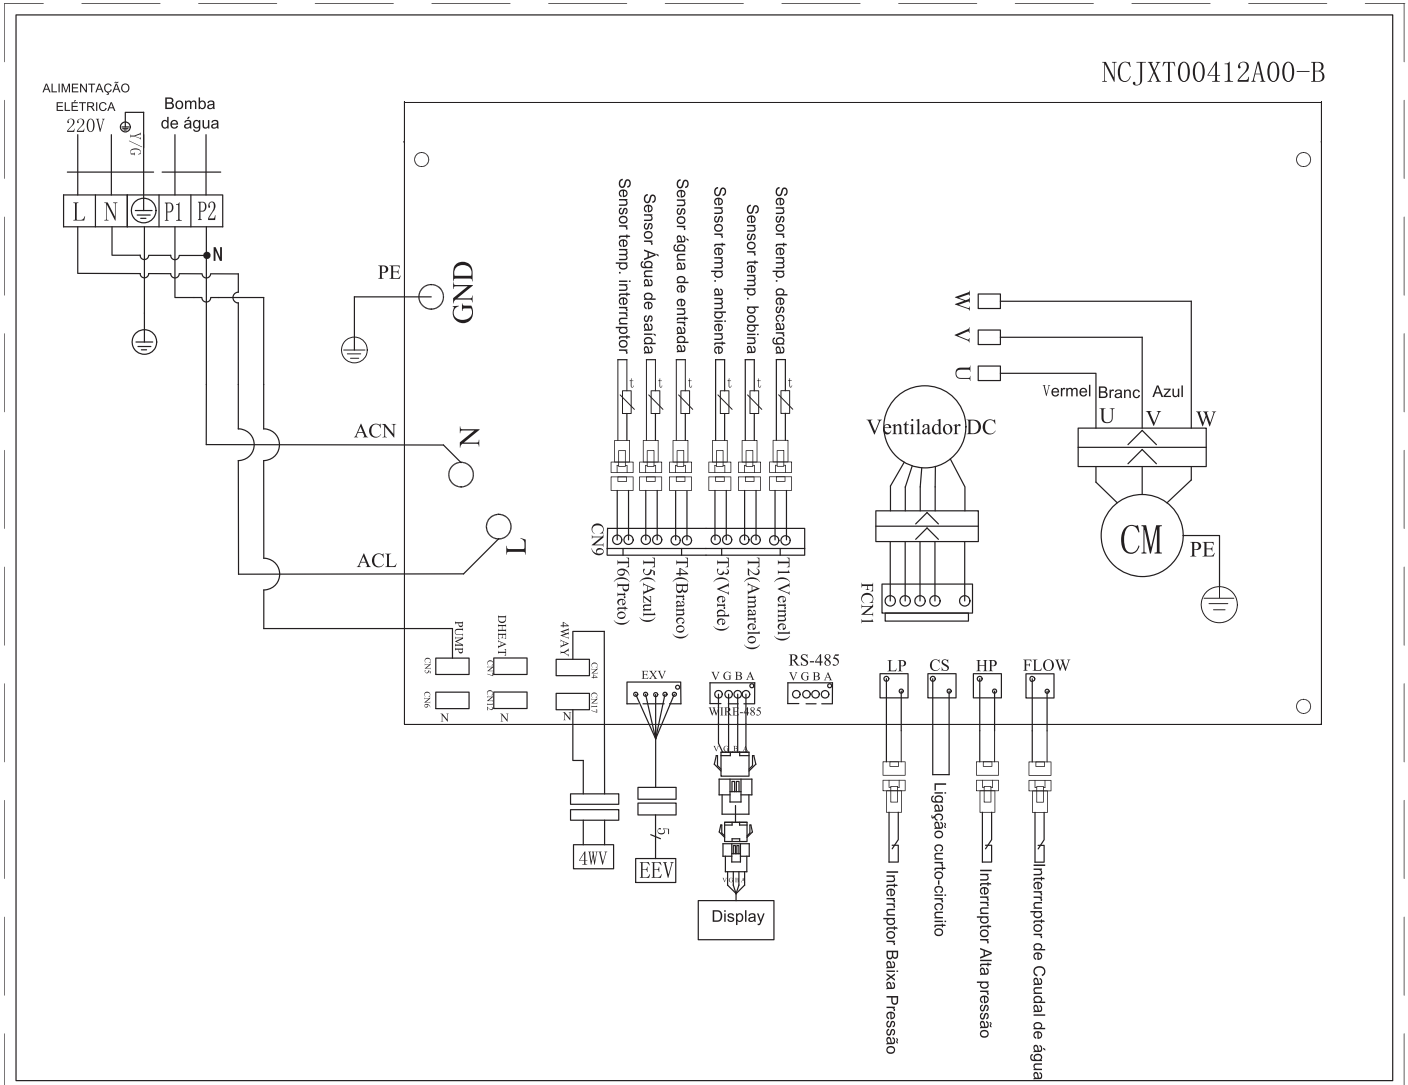 NCJXT00412A00-B
ALIMENTAÇÃO
ELÉTRICA
220V
Y/G
Bomba
de água
L
N
P1
P2
N
PE
GND
ACN
N
ACL
L
Sensor temp. interruptor
Sensor Água de saída
Sensor água de entrada
Sensor temp. ambiente
Sensor temp. bobina
Sensor temp. descarga
t
t
t
t
t
t
CN9
T6(Preto)
T5(Azul)
T4(Branco)
T3(Verde)
T2(Amarelo)
T1(Vermel)
W
V
U
Vermel
Branc
Azul
U
V
W
Ventilador DC
CM
PE
FCN1
PUMP
DHEAT
4WAY
CN5
CN7
CN4
CN6
CN12
CN17
N
N
N
EXV
V G B A
WIRE-485
RS-485
V G B A
LP
CS
HP
FLOW
V G B A
4WV
5
EEV
V G B A
Display
Interruptor Baixa Pressão
Ligação curto-circuito
Interruptor Alta pressão
Interruptor de Caudal de água